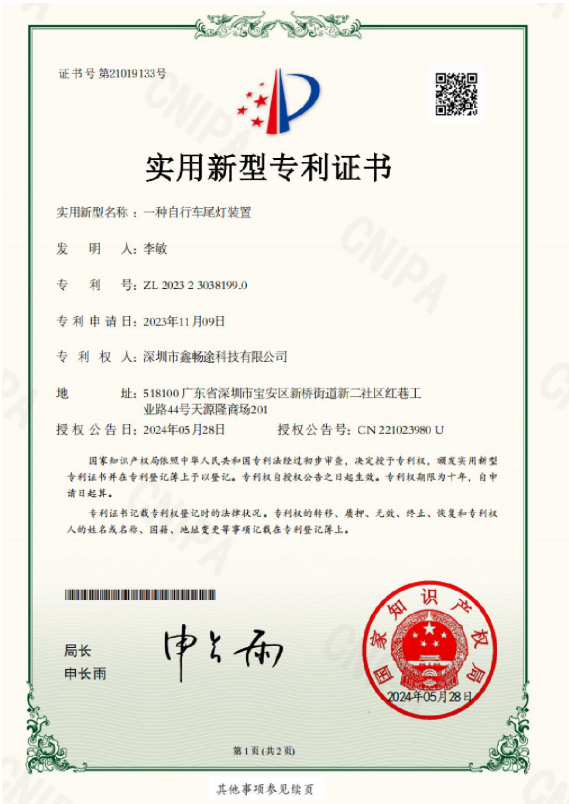 证书号第21019133号
实用新型专利证书
实用新型名称：一种自行车尾灯装置
发 明 人：李敏
专 利 号：ZL 2023 2 3038199.0
专 利 申 请 日：2023年11月09日
专 利 权 人：深圳市鑫畅途科技有限公司
地 址：518100 广东省深圳市宝安区新桥街道新二社区红巷工
业路44号天源隆商场201
授 权 公 告 日：2024年05月28日 授 权 公 告 号：CN 221023980 U
国家知识产权局依照中华人民共和国专利法经过初步审查，决定授予专利权，颁发实用新型
专利证书并在专利登记簿上予以登记。专利权自授权公告之日起生效。专利权期限为十年，自申
请日起算。
专利证书记载专利权登记时的法律状况。专利权的转移、质押、无效、终止、恢复和专利权
人的姓名或名称、国籍、地址变更等事项记载在专利登记簿上。
局长
申长雨
申长雨
国家知识产权局
2024年05月28日
第 1 页 (共 2 页)
其他事项参见续页
CNIPA
CNIPA
CNIPA
CNIPA